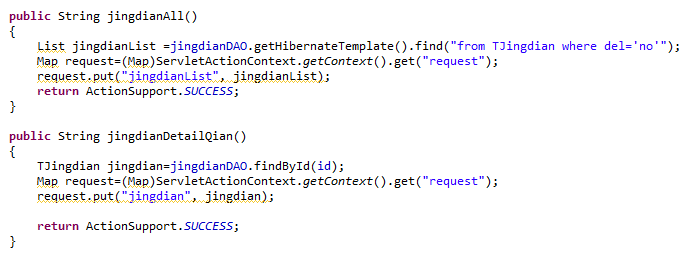 public String jingdianAll()
{
List jingdianList =jingdianDAO.getHibernateTemplate().find("from TJingdian where del='no'");
Map request=(Map)ServletActionContext.getContext().get("request");
request.put("jingdianList", jingdianList);
return ActionSupport.SUCCESS;
}
public String jingdianDetailQian()
{
TJingdian jingdian=jingdianDAO.findById(id);
Map request=(Map)ServletActionContext.getContext().get("request");
request.put("jingdian", jingdian);
return ActionSupport.SUCCESS;
}